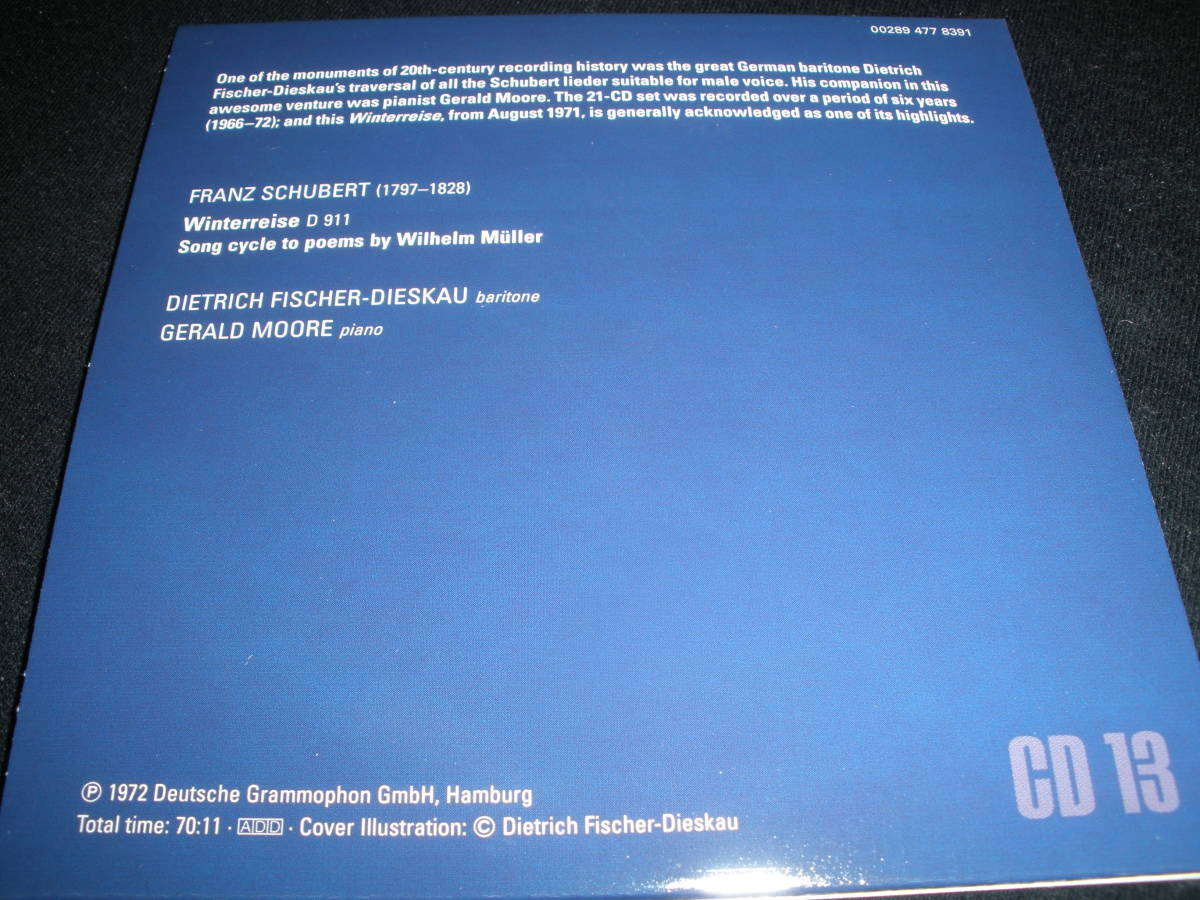 00289 477 8391
One of the monuments of 20th-century recording history was the great German baritone Dietrich
Fischer-Dieskau's traversal of all the Schubert lieder suitable for male voice. His companion in this
awesome venture was pianist Gerald Moore. The 21-CD set was recorded over a period of six years
(1966–72); and this Winterreise, from August 1971, is generally acknowledged as one of its highlights.
FRANZ SCHUBERT (1797–1828)
Winterreise D 911
Song cycle to poems by Wilhelm Müller
DIETRICH FISCHER-DIESKAU baritone
GERALD MOORE piano
CD 13
℗ 1972 Deutsche Grammophon GmbH, Hamburg
Total time: 70:11 · ADD · Cover Illustration: © Dietrich Fischer-Dieskau